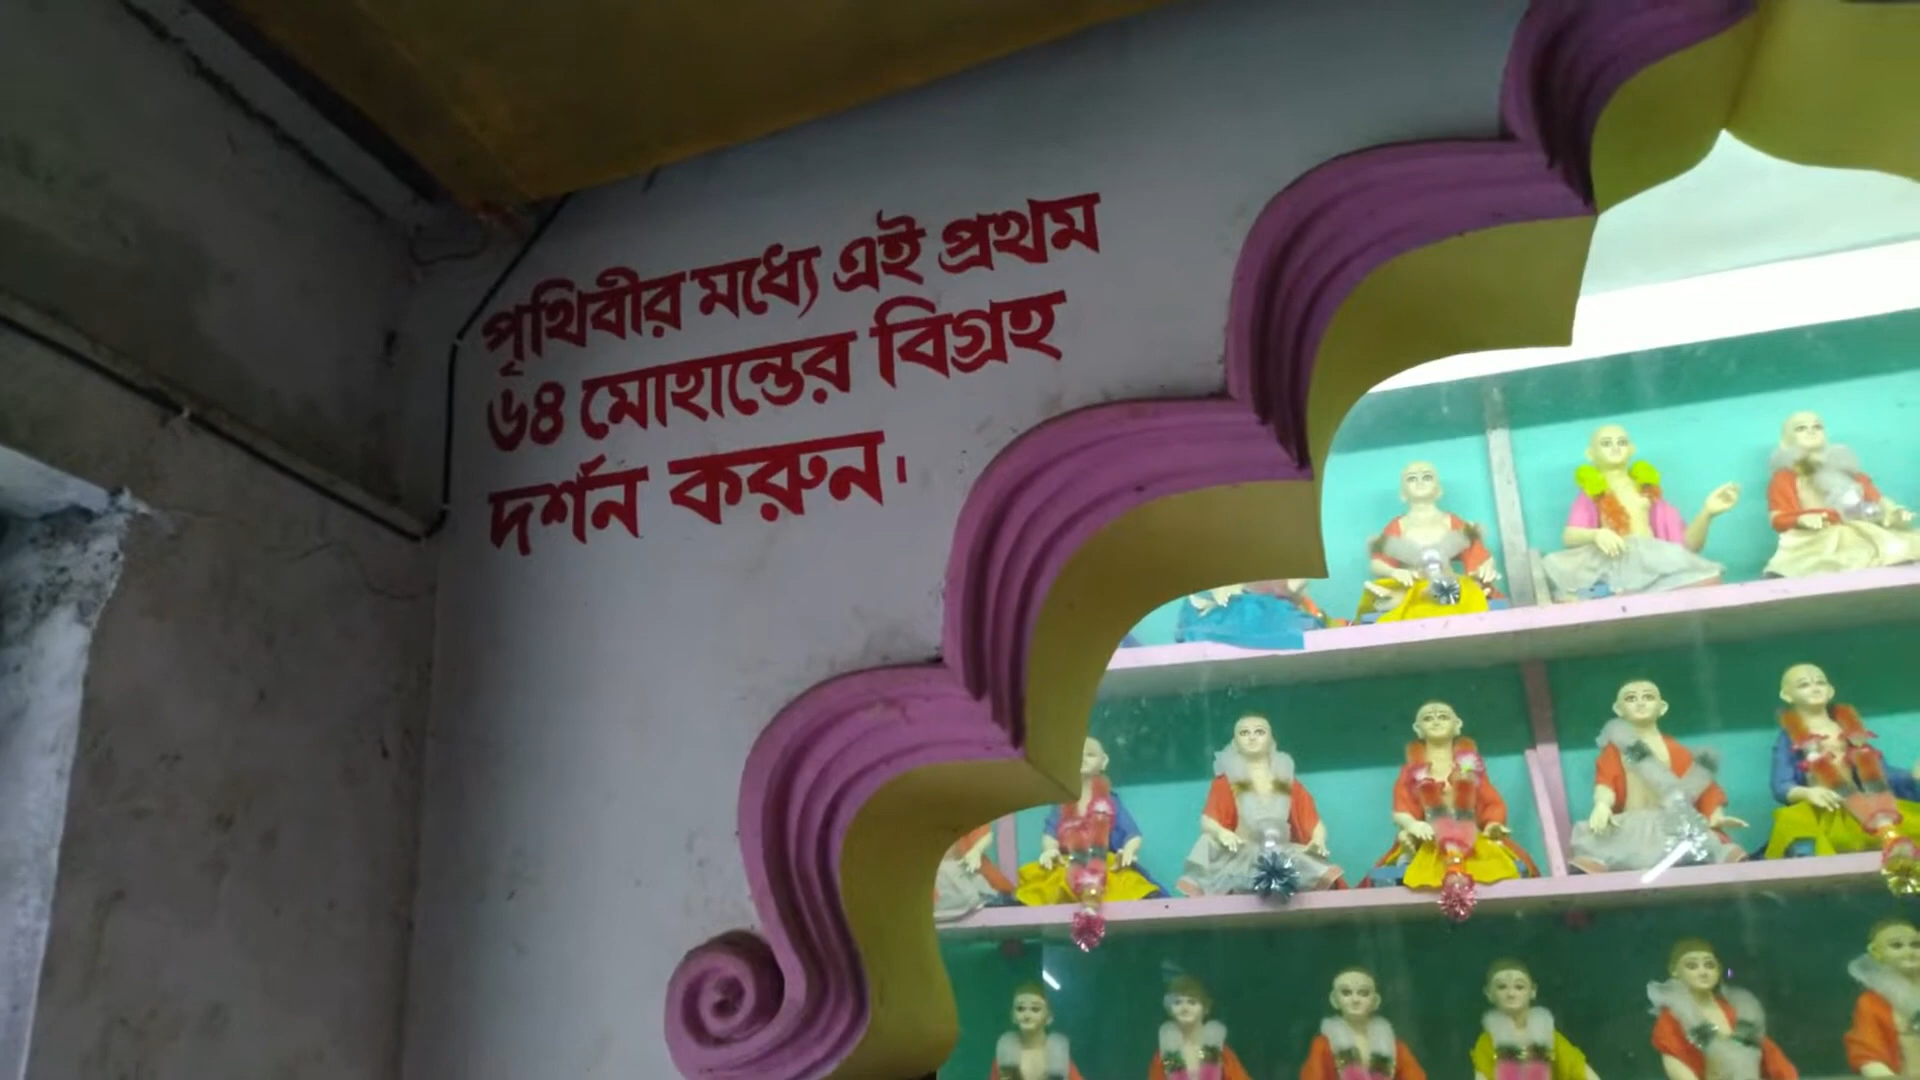 পৃথিবীর মধ্যে এই প্রথম
৬৪ মোহান্তের বিগ্রহ
দর্শন করুন।